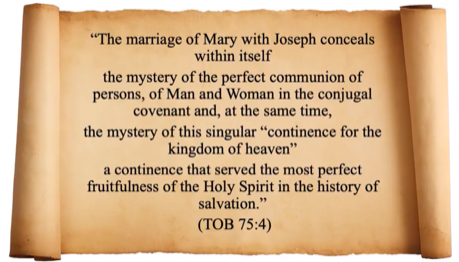 “The marriage of Mary with Joseph conceals
within itself
the mystery of the perfect communion of
persons, of Man and Woman in the conjugal
covenant and, at the same time,
the mystery of this singular “continence for the
kingdom of heaven”
a continence that served the most perfect
fruitfulness of the Holy Spirit in the history of
salvation.”
(TOB 75:4)